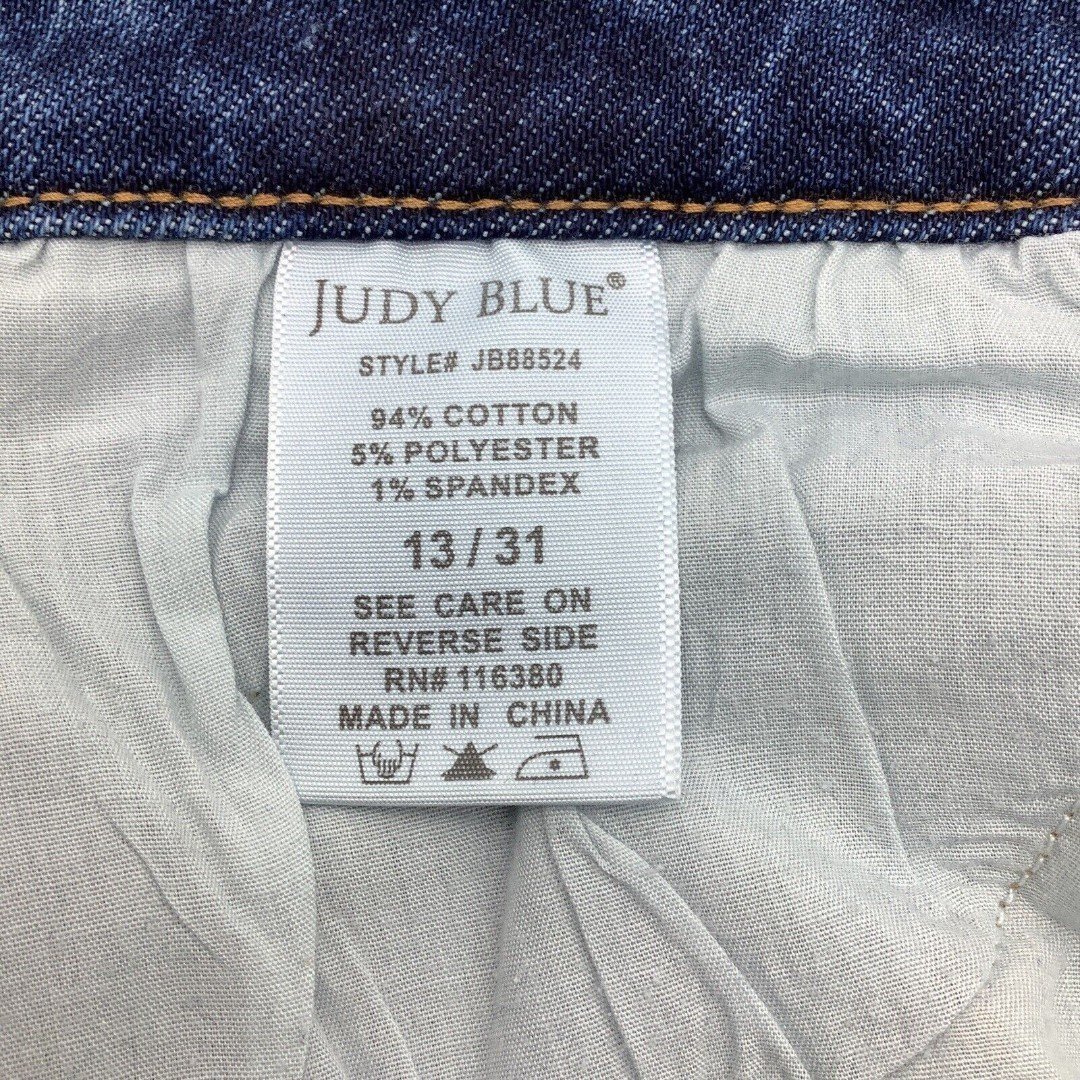 JUDY BLUE®
STYLE# JB88524
94% COTTON
5% POLYESTER
1% SPANDEX
13 / 31
SEE CARE ON
REVERSE SIDE
RN# 116380
MADE IN CHINA